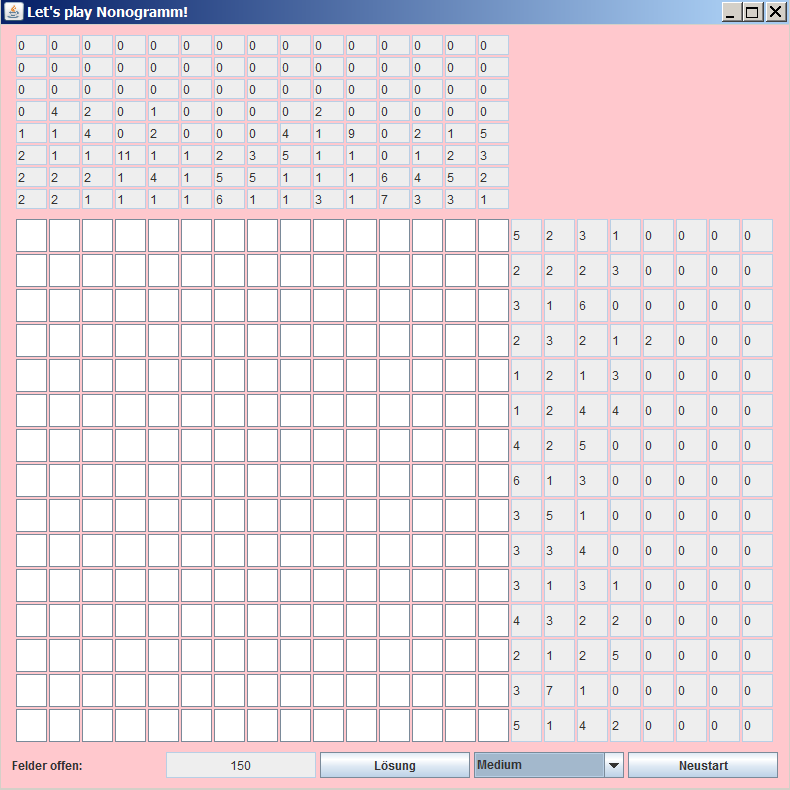 Let's play Nonogramm!
0 0 0 0 0 0 0 0 0 0 0 0 0 0 0
0 0 0 0 0 0 0 0 0 0 0 0 0 0 0
0 0 0 0 0 0 0 0 0 0 0 0 0 0 0
0 4 2 0 1 0 0 0 0 2 0 0 0 0 0
1 1 4 0 2 0 0 0 4 1 9 0 2 1 5
2 1 1 11 1 1 2 3 5 1 1 0 1 2 3
2 2 2 1 4 1 5 5 1 1 1 6 4 5 2
2 2 1 1 1 1 6 1 1 3 1 7 3 3 1
5 2 3 1 0 0 0 0
2 2 2 3 0 0 0 0
3 1 6 0 0 0 0 0
2 3 2 1 2 0 0 0
1 2 1 3 0 0 0 0
1 2 4 4 0 0 0 0
4 2 5 0 0 0 0 0
6 1 3 0 0 0 0 0
3 5 1 0 0 0 0 0
3 3 4 0 0 0 0 0
3 1 3 1 0 0 0 0
4 3 2 2 0 0 0 0
2 1 2 5 0 0 0 0
3 7 1 0 0 0 0 0
5 1 4 2 0 0 0 0
Felder offen: 150 Lösung Medium Neustart